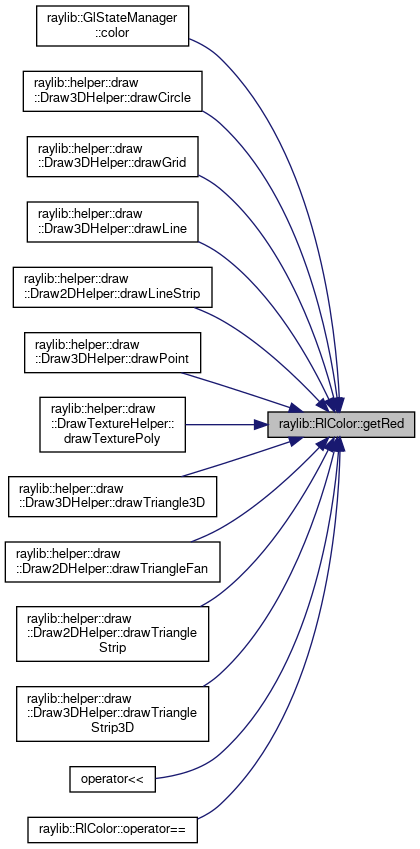 raylib::GlStateManager
::color
raylib::helper::draw
::Draw3DHelper::drawCircle
raylib::helper::draw
::Draw3DHelper::drawGrid
raylib::helper::draw
::Draw3DHelper::drawLine
raylib::helper::draw
::Draw2DHelper::drawLineStrip
raylib::helper::draw
::Draw3DHelper::drawPoint
raylib::RlColor::getRed
raylib::helper::draw
::DrawTextureHelper::
drawTexturePoly
raylib::helper::draw
::Draw3DHelper::drawTriangle3D
raylib::helper::draw
::Draw2DHelper::drawTriangleFan
raylib::helper::draw
::Draw2DHelper::drawTriangle
Strip
raylib::helper::draw
::Draw3DHelper::drawTriangle
Strip3D
operator<<
raylib::RlColor::operator==